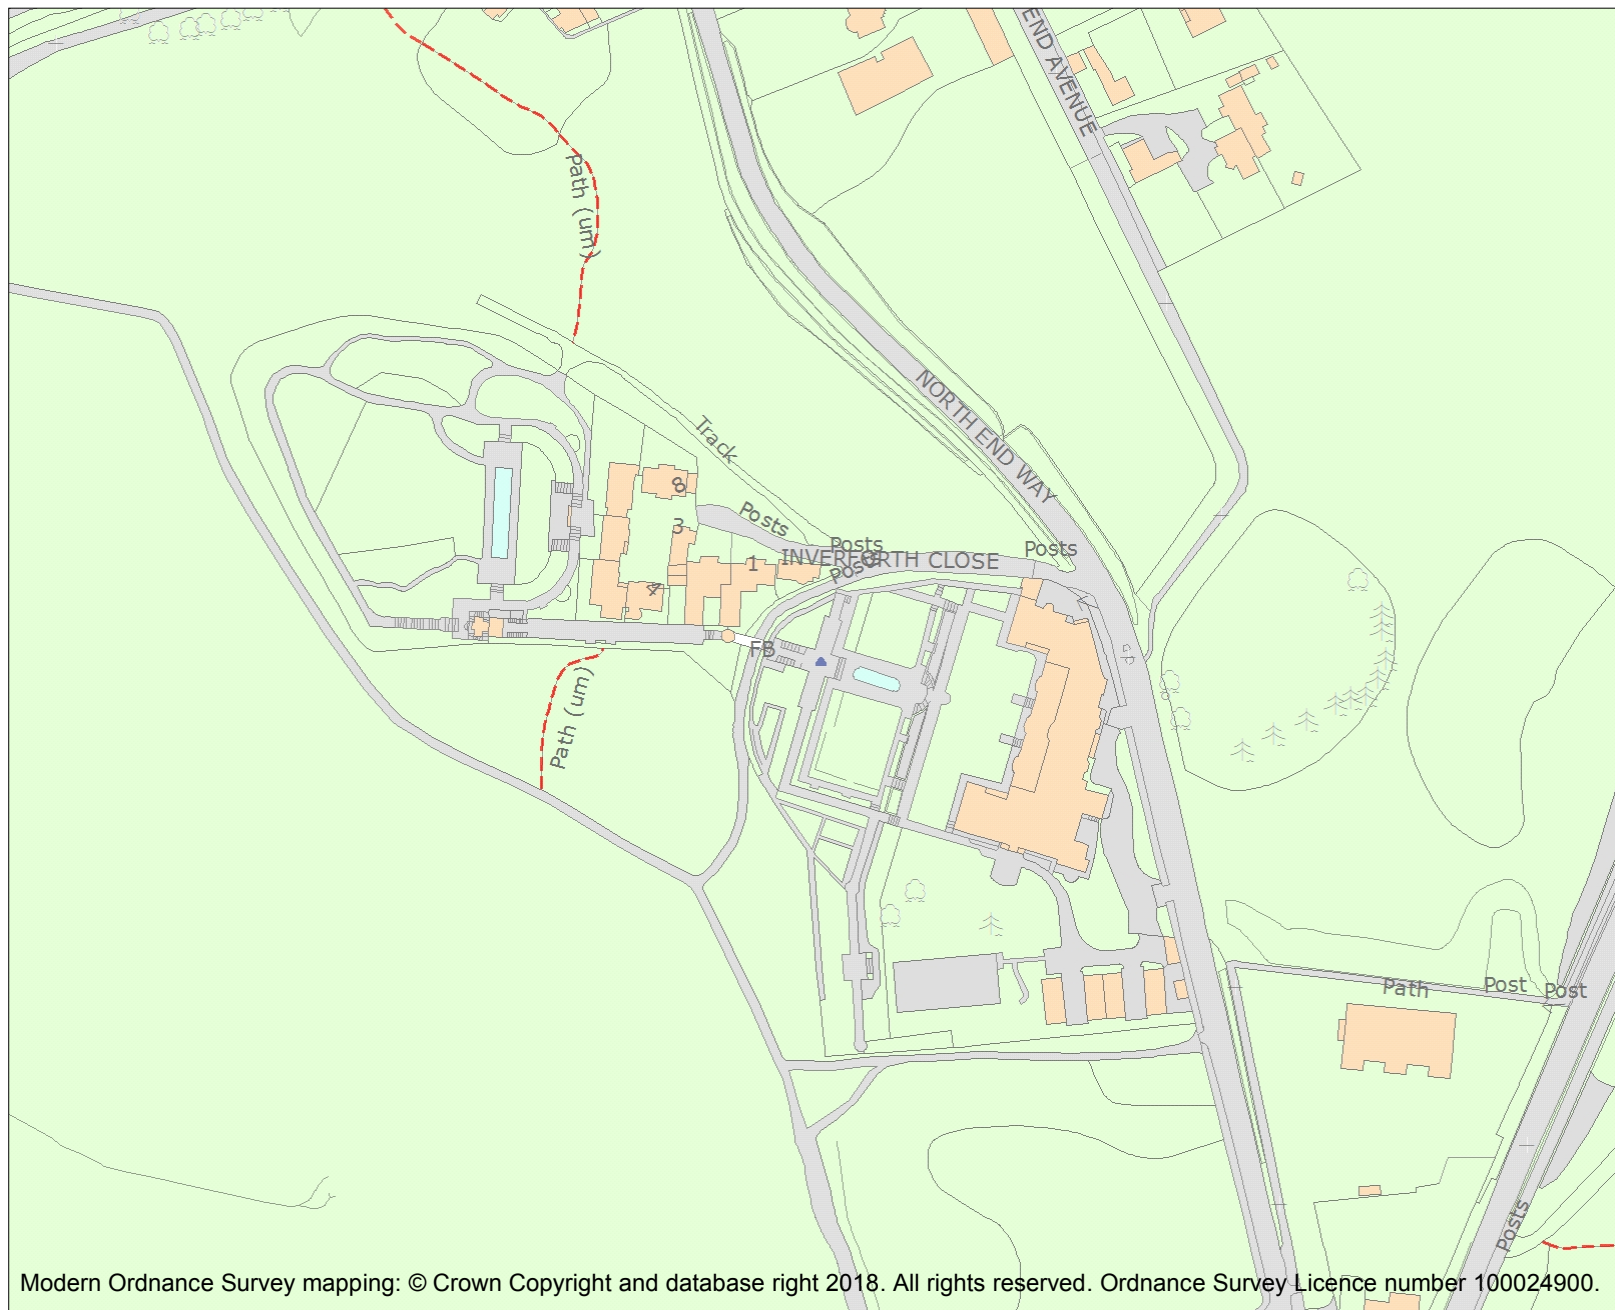 END AVENUE
Path (um)
NORTH END WAY
Track
8
Posts
3
Posts
Posts
INVERFORTH CLOSE
1
Posts
4
FB
Path (um)
Path
Post
Post
Posts
Modern Ordnance Survey mapping: © Crown Copyright and database right 2018. All rights reserved. Ordnance Survey Licence number 100024900.